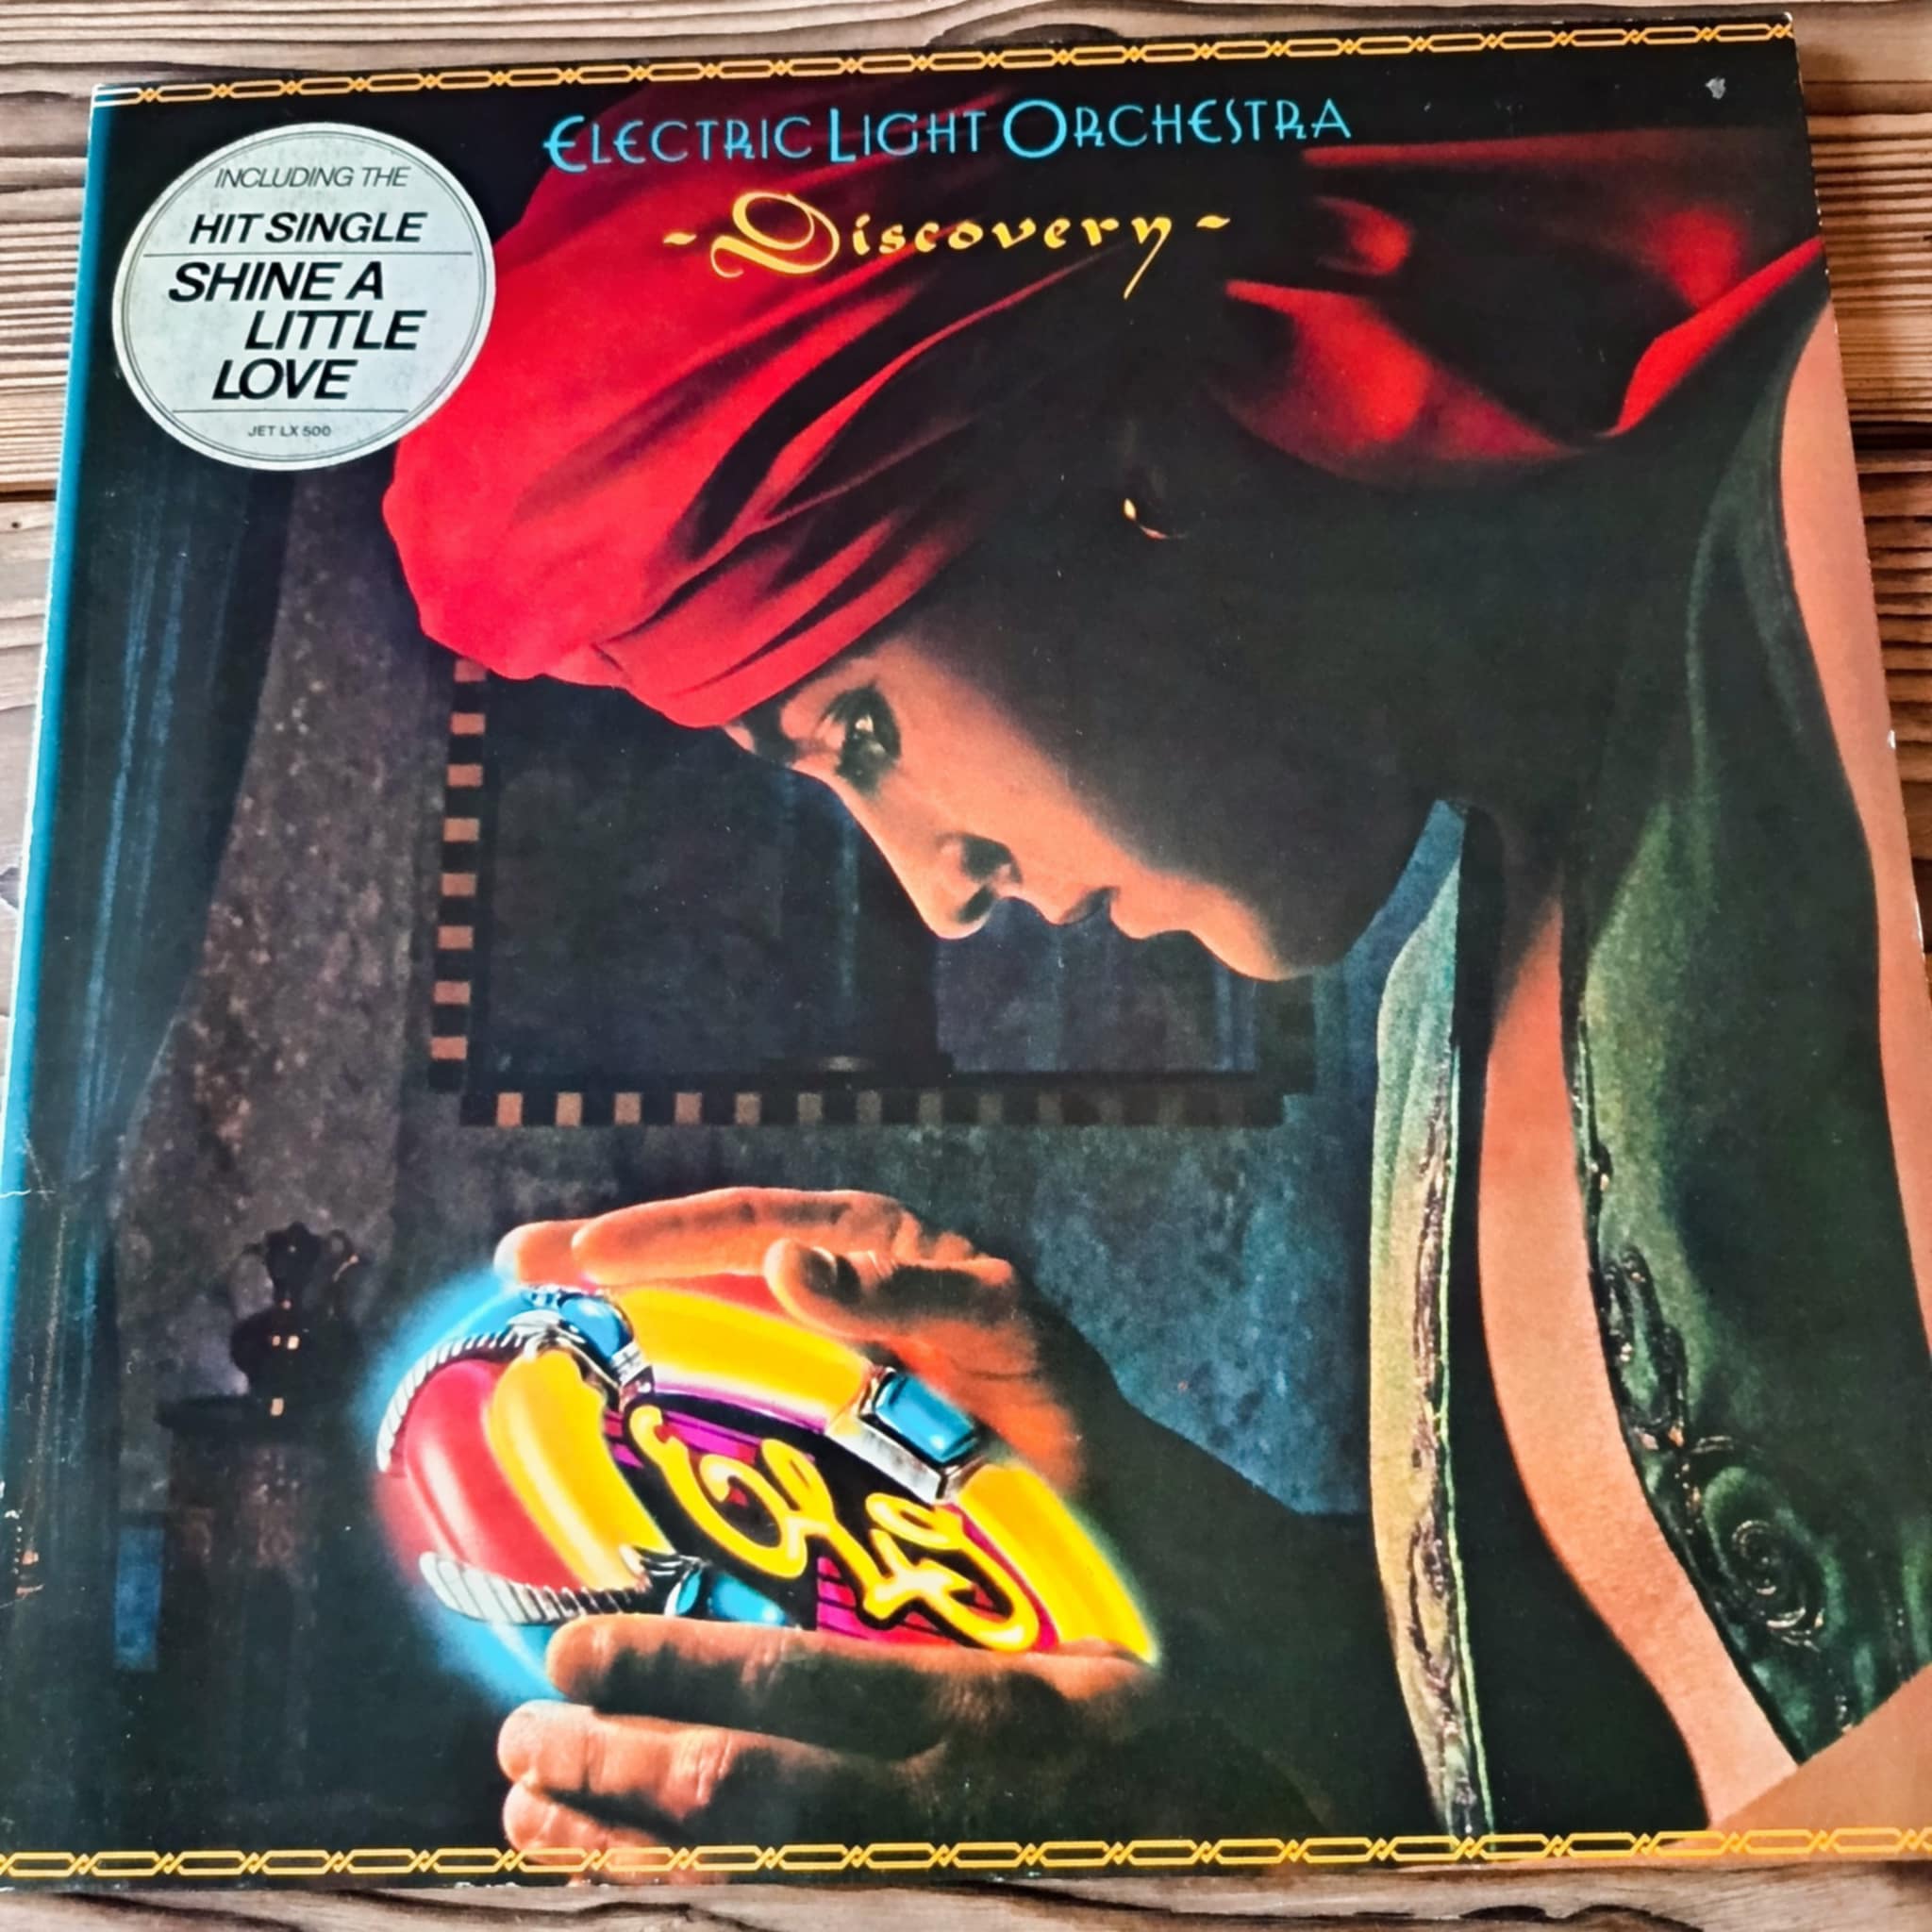 ELECTRIC LIGHT ORCHESTRA
-Discovery-
INCLUDING THE
HIT SINGLE
SHINE A
LITTLE
LOVE
JET LX 500
ELO